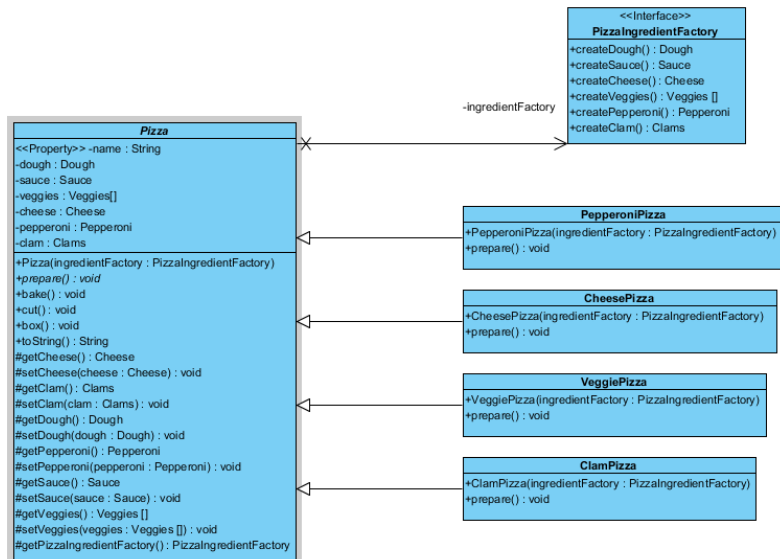 <<Interface>>
PizzaIngredientFactory
+createDough() : Dough
+createSauce() : Sauce
+createCheese() : Cheese
+createVeggies() : Veggies []
+createPepperoni() : Pepperoni
+createClam() : Clams
-ingredientFactory
Pizza
<<Property>> -name : String
-dough : Dough
-sauce : Sauce
-veggies : Veggies[]
-cheese : Cheese
-pepperoni : Pepperoni
-clam : Clams
+Pizza(ingredientFactory : PizzaIngredientFactory)
+prepare() : void
+bake() : void
+cut() : void
+box() : void
+toString() : String
#getCheese() : Cheese
#setCheese(cheese : Cheese) : void
#getClam() : Clams
#setClam(clam : Clams) : void
#getDough() : Dough
#setDough(dough : Dough) : void
#getPepperoni() : Pepperoni
#setPepperoni(pepperoni : Pepperoni) : void
#getSauce() : Sauce
#setSauce(sauce : Sauce) : void
#getVeggies() : Veggies []
#setVeggies(veggies : Veggies []) : void
#getPizzaIngredientFactory() : PizzaIngredientFactory
PepperoniPizza
+PepperoniPizza(ingredientFactory : PizzaIngredientFactory)
+prepare() : void
CheesePizza
+CheesePizza(ingredientFactory : PizzaIngredientFactory)
+prepare() : void
VeggiePizza
+VeggiePizza(ingredientFactory : PizzaIngredientFactory)
+prepare() : void
ClamPizza
+ClamPizza(ingredientFactory : PizzaIngredientFactory)
+prepare() : void